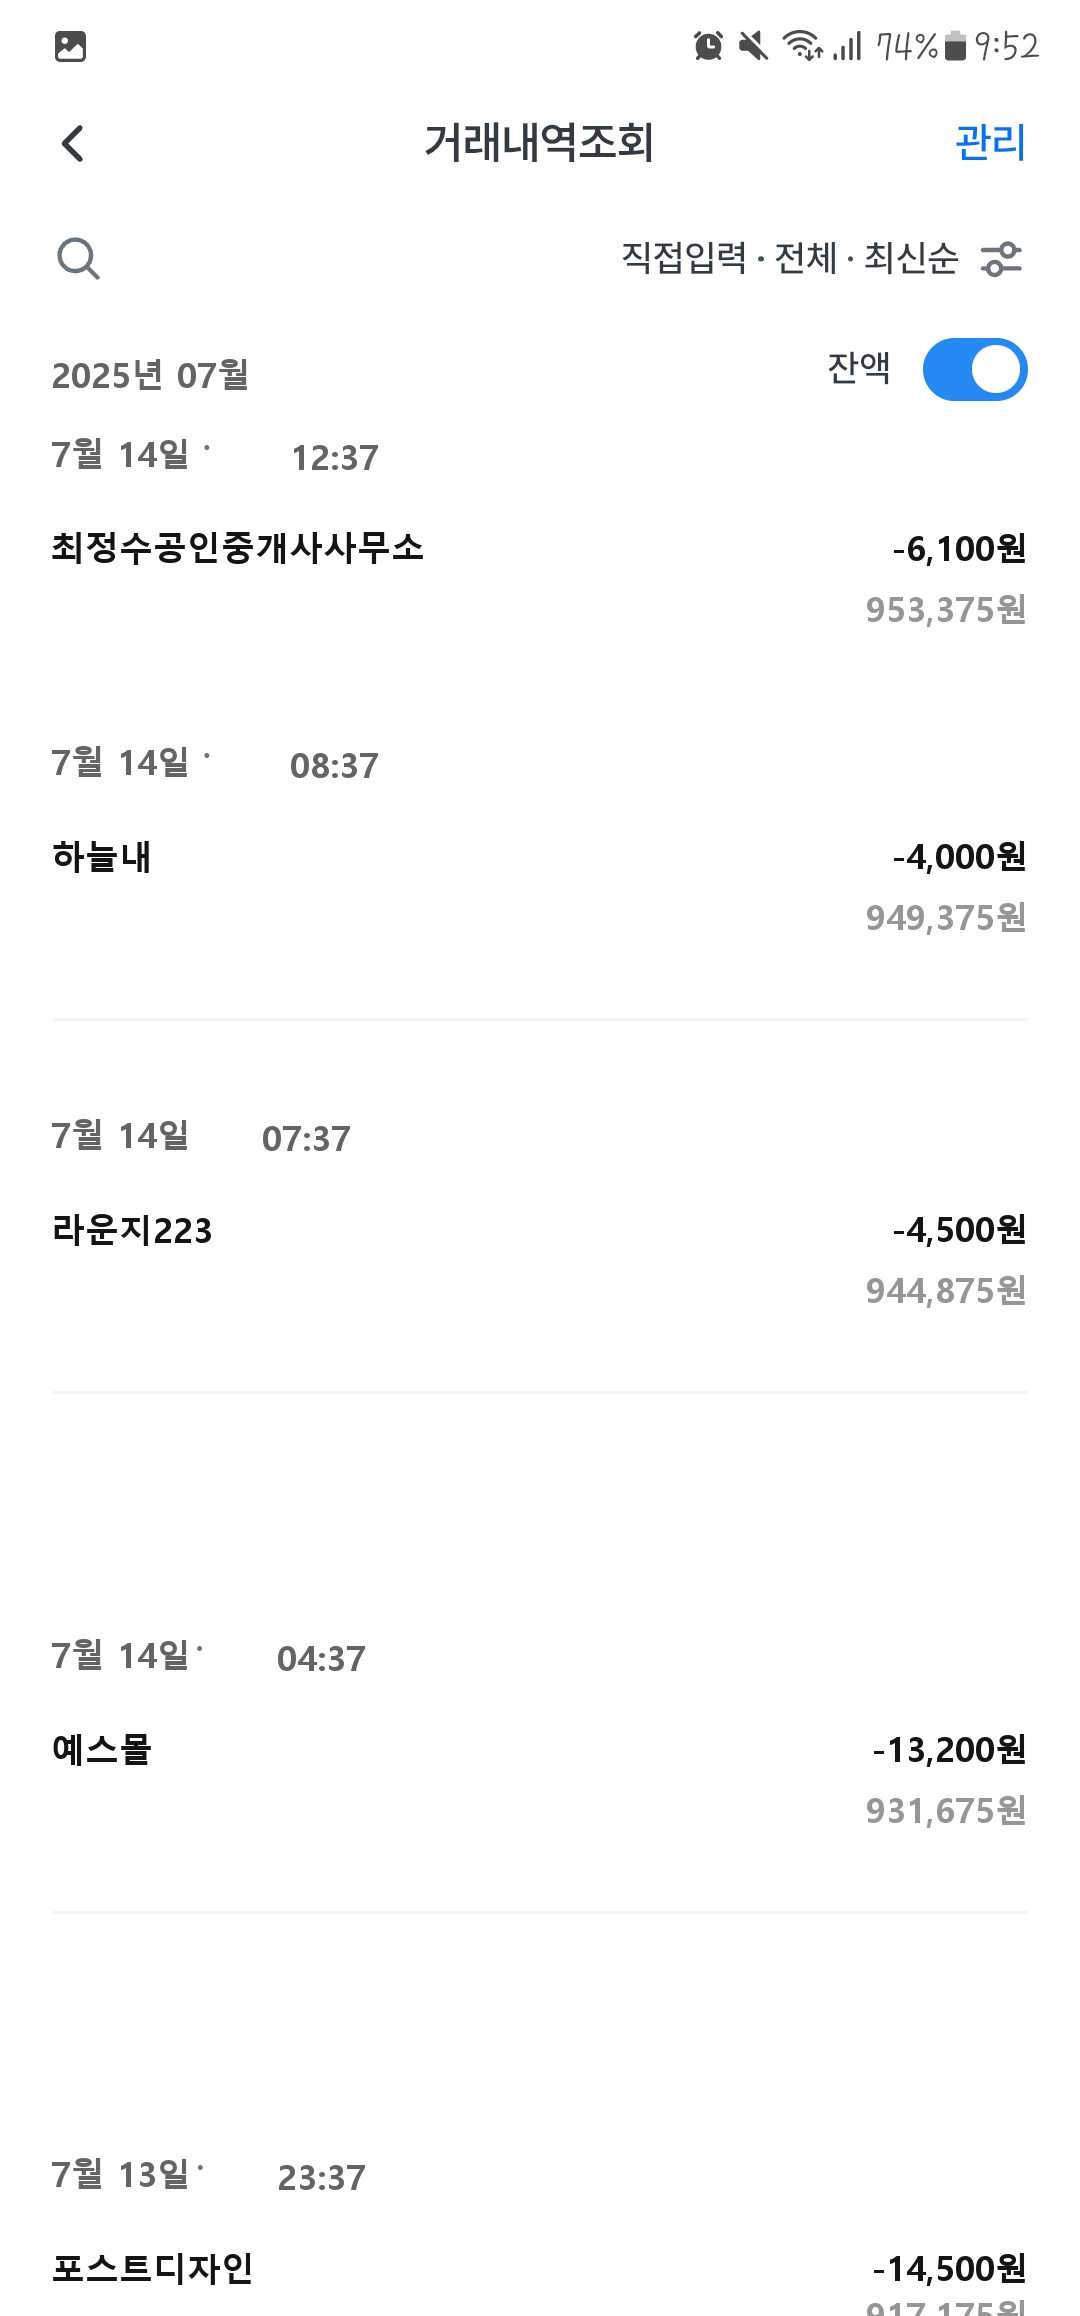 74% 9:52
거래내역조회 관리
직접입력 · 전체 · 최신순
2025년 07월 잔액
7월 14일 · 12:37
최정수공인중개사사무소 -6,100원
953,375원
7월 14일 · 08:37
하늘내 -4,000원
949,375원
7월 14일 07:37
라운지223 -4,500원
944,875원
7월 14일 · 04:37
예스몰 -13,200원
931,675원
7월 13일 · 23:37
포스트디자인 -14,500원
917,175원